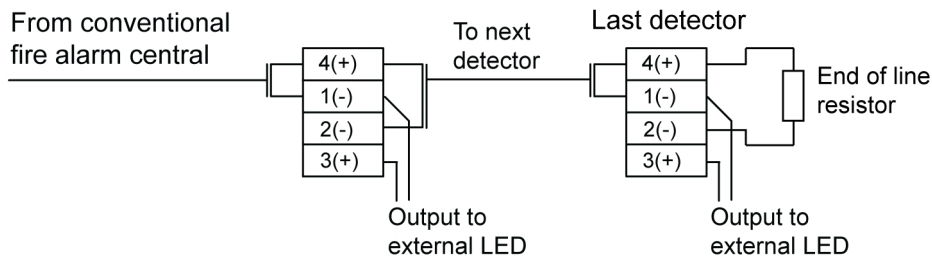 From conventional
fire alarm central
4(+)
1(-)
2(-)
3(+)
Output to
external LED
To next
detector
Last detector
4(+)
1(-)
2(-)
3(+)
Output to
external LED
End of line
resistor